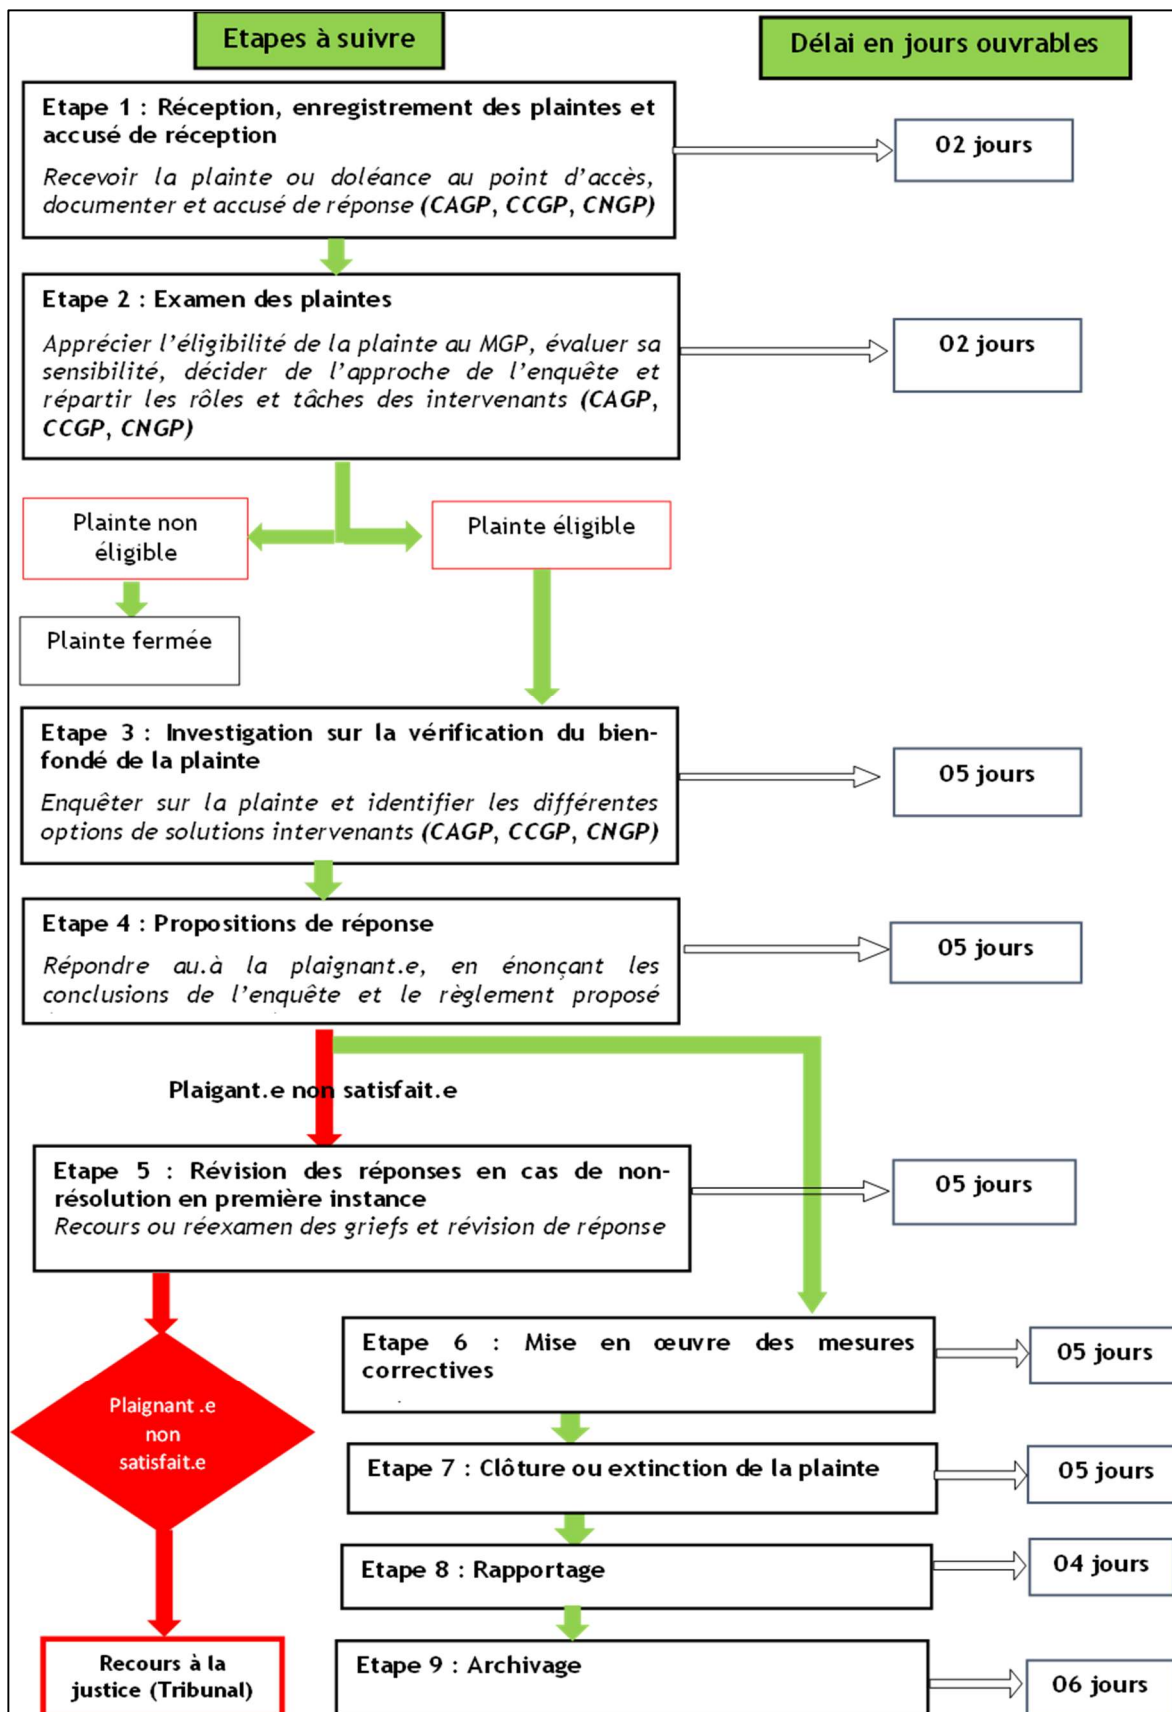 Etapes à suivre
Délai en jours ouvrables
Etape 1 : Réception, enregistrement des plaintes et
accusé de réception
Recevoir la plainte ou doléance au point d’accès,
documenter et accusé de réponse (CAGP, CCGP, CNGP)
02 jours
Etape 2 : Examen des plaintes
Apprécier l’éligibilité de la plainte au MGP, évaluer sa
sensibilité, décider de l’approche de l’enquête et
répartir les rôles et tâches des intervenants (CAGP,
CCGP, CNGP)
02 jours
Plainte non
éligible
Plainte éligible
Plainte fermée
Etape 3 : Investigation sur la vérification du bien-
fondé de la plainte
Enquêter sur la plainte et identifier les différentes
options de solutions intervenants (CAGP, CCGP, CNGP)
05 jours
Etape 4 : Propositions de réponse
Répondre au.à la plaignant.e, en énonçant les
conclusions de l’enquête et le règlement proposé
05 jours
Plaigant.e non satisfait.e
Etape 5 : Révision des réponses en cas de non-
résolution en première instance
Recours ou réexamen des griefs et révision de réponse
05 jours
Etape 6 : Mise en œuvre des mesures
correctives
05 jours
Plaignant .e
non
satisfait.e
Etape 7 : Clôture ou extinction de la plainte
05 jours
Etape 8 : Rapportage
04 jours
Recours à la
justice (Tribunal)
Etape 9 : Archivage
06 jours